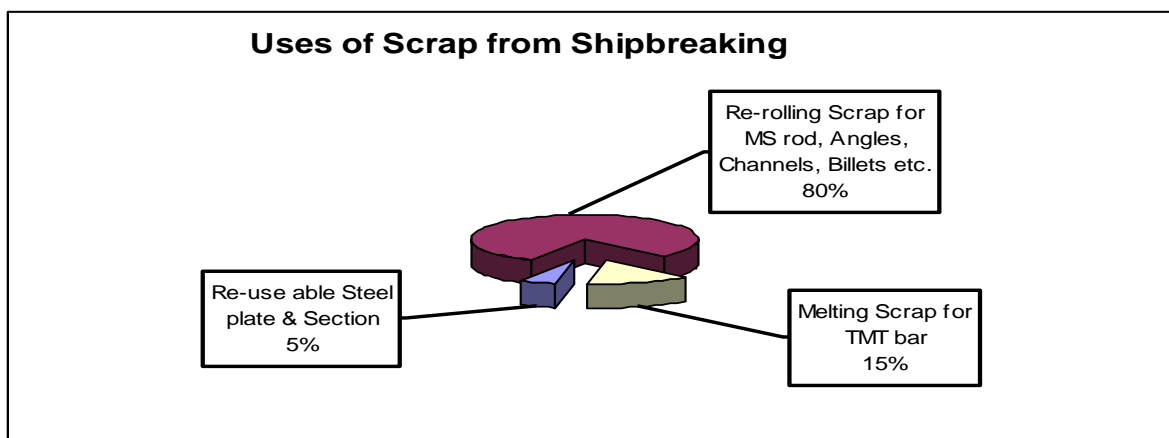 Uses of Scrap from Shipbreaking
Re-rolling Scrap for
MS rod, Angles,
Channels, Billets etc.
80%
Re-use able Steel
plate & Section
5%
Melting Scrap for
TMT bar
15%